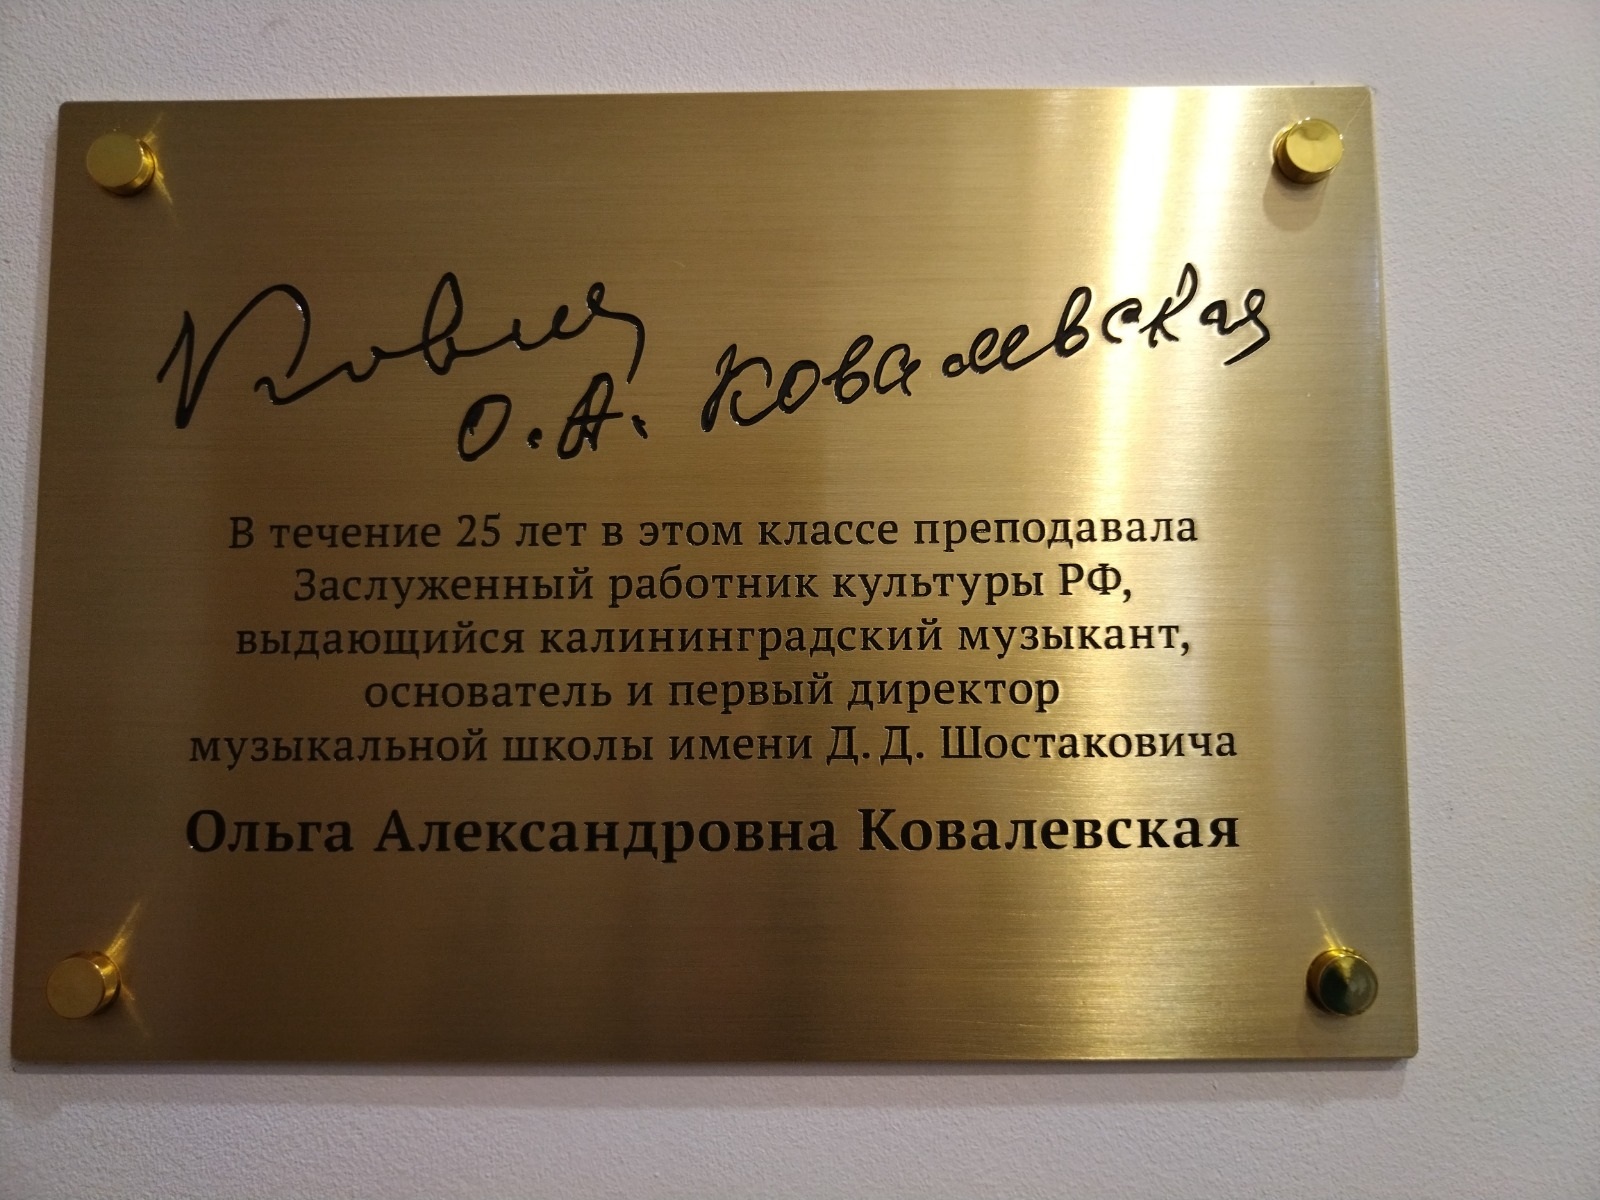 О. А. Ковалевская
В течение 25 лет в этом классе преподавала
Заслуженный работник культуры РФ,
выдающийся калининградский музыкант,
основатель и первый директор
музыкальной школы имени Д. Д. Шостаковича
Ольга Александровна Ковалевская